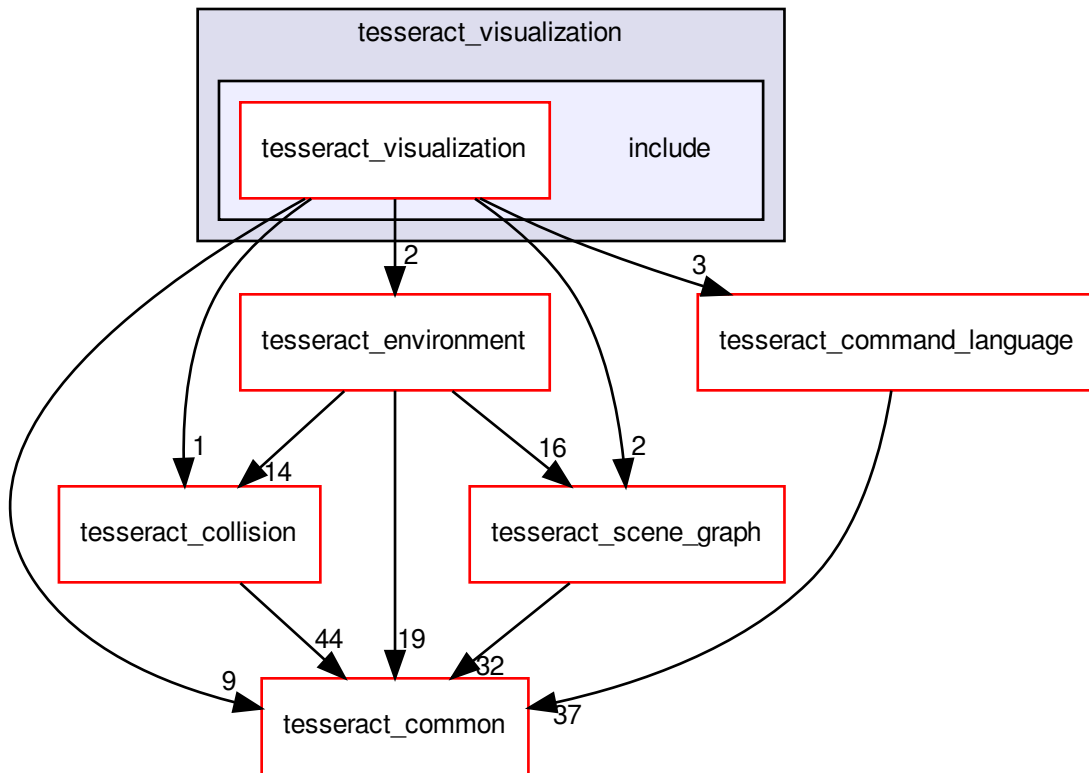 tesseract_visualization
tesseract_visualization
include
2
3
tesseract_environment
tesseract_command_language
1
14
16
2
tesseract_collision
tesseract_scene_graph
44
19
32
9
37
tesseract_common